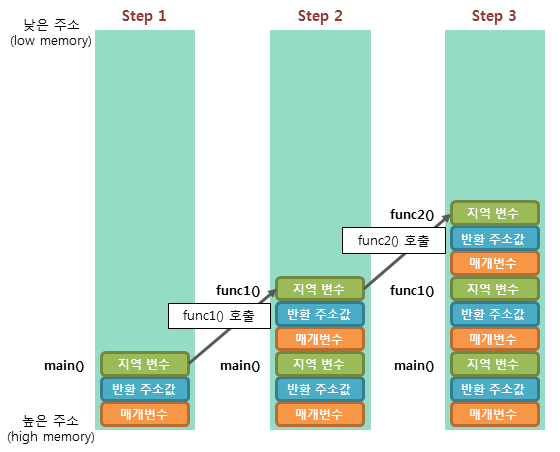 Step 1
Step 2
Step 3
낮은 주소
(low memory)
func2()
지역 변수
func2() 호출
반환 주소값
매개변수
func1()
지역 변수
func1()
지역 변수
func1() 호출
반환 주소값
반환 주소값
매개변수
매개변수
main()
지역 변수
main()
지역 변수
main()
지역 변수
반환 주소값
반환 주소값
반환 주소값
높은 주소
(high memory)
매개변수
매개변수
매개변수